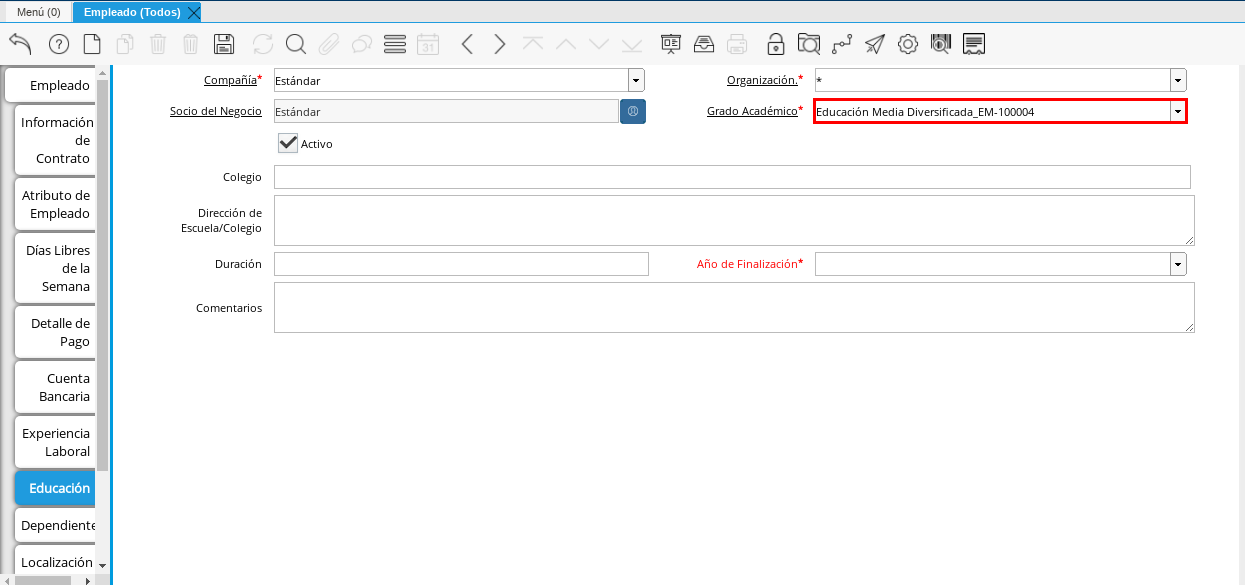 Menú (0) Empleado (Todos)
31
Empleado
Información
de
Contrato
Atributo de
Empleado
Días Libres
de la
Semana
Detalle de
Pago
Cuenta
Bancaria
Experiencia
Laboral
Educación
Dependiente
Localización
Compañía* Estándar Organización.* *
Socio del Negocio Estándar Grado Académico* Educación Media Diversificada_EM-100004
Activo
Colegio
Dirección de
Escuela/Colegio
Duración Año de Finalización*
Comentarios